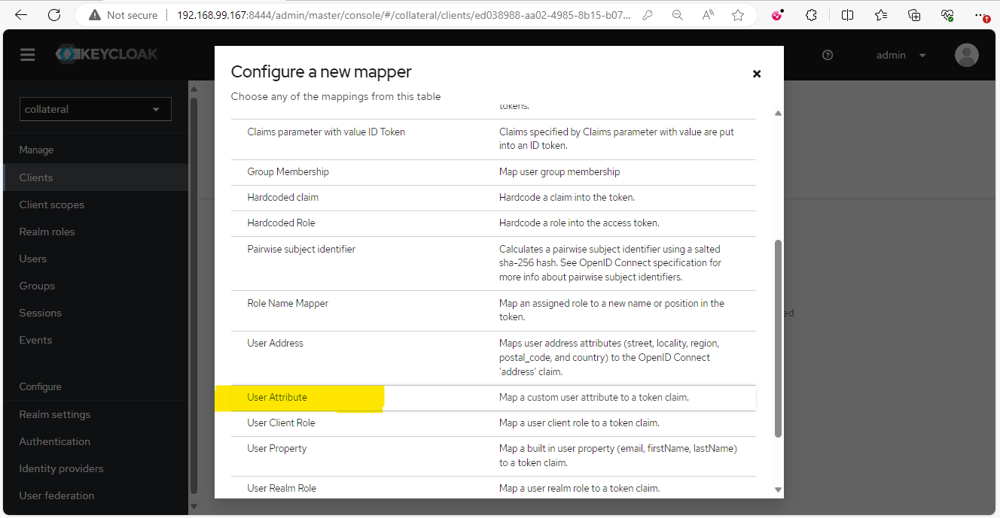 Not secure
192.168.99.167:8444/admin/master/console/#/collateral/clients/ed038988-aa02-4985-8b15-b07...
KEYCLOAK
admin
collateral
Manage
Clients
Client scopes
Realm roles
Users
Groups
Sessions
Events
Configure
Realm settings
Authentication
Identity providers
User federation
Configure a new mapper
Choose any of the mappings from this table
tokens.
Claims parameter with value ID Token
Claims specified by Claims parameter with value are put
into an ID token.
Group Membership
Map user group membership
Hardcoded claim
Hardcode a claim into the token.
Hardcoded Role
Hardcode a role into the access token.
Pairwise subject identifier
Calculates a pairwise subject identifier using a salted
sha-256 hash. See OpenID Connect specification for
more info about pairwise subject identifiers.
Role Name Mapper
Map an assigned role to a new name or position in the
token.
User Address
Maps user address attributes (street, locality, region,
postal_code, and country) to the OpenID Connect
'address' claim.
User Attribute
Map a custom user attribute to a token claim.
User Client Role
Map a user client role to a token claim.
User Property
Map a built in user property (email, firstName, lastName)
to a token claim.
User Realm Role
Map a user realm role to a token claim.
ed